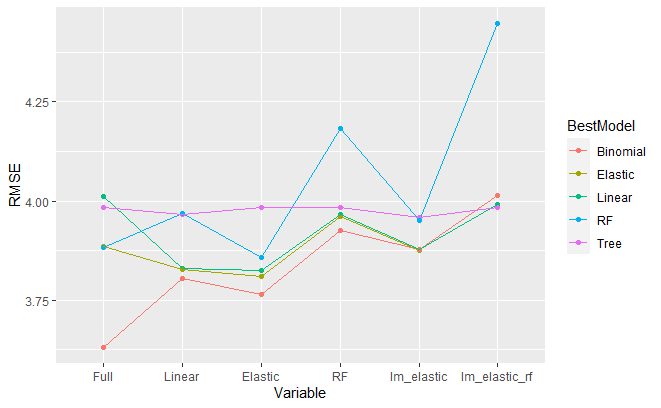 RMSE
4.25
4.00
3.75
Full Linear Elastic RF lm_elastic lm_elastic_rf
Variable
BestModel
Binomial
Elastic
Linear
RF
Tree